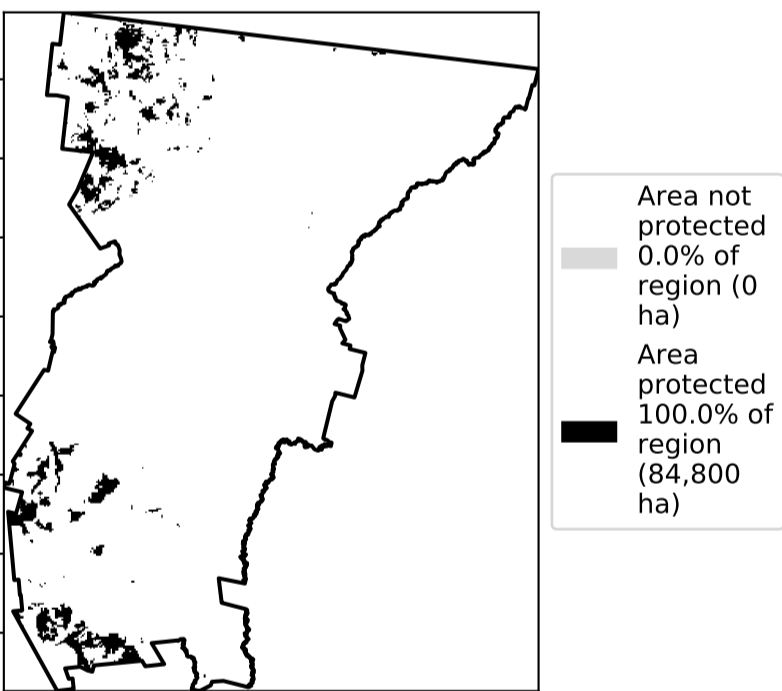 Area not
protected
0.0% of
region (0
ha)
Area
protected
100.0% of
region
(84,800
ha)